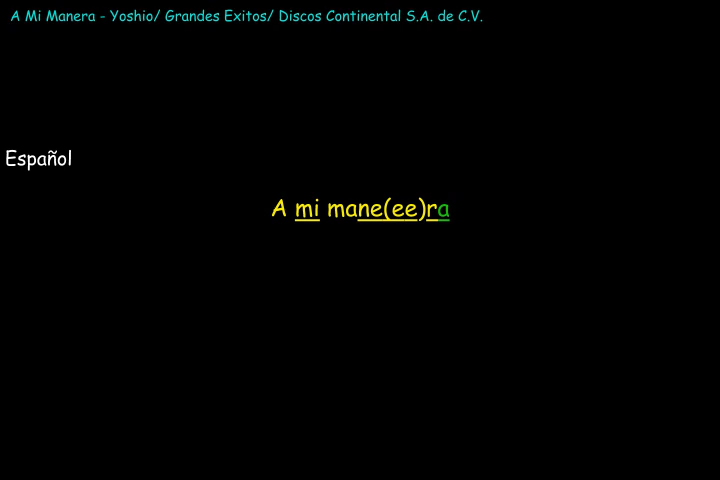 A Mi Manera - Yoshio/ Grandes Exitos/ Discos Continental S.A. de C.V.
Español
A mi mane(ee)ra